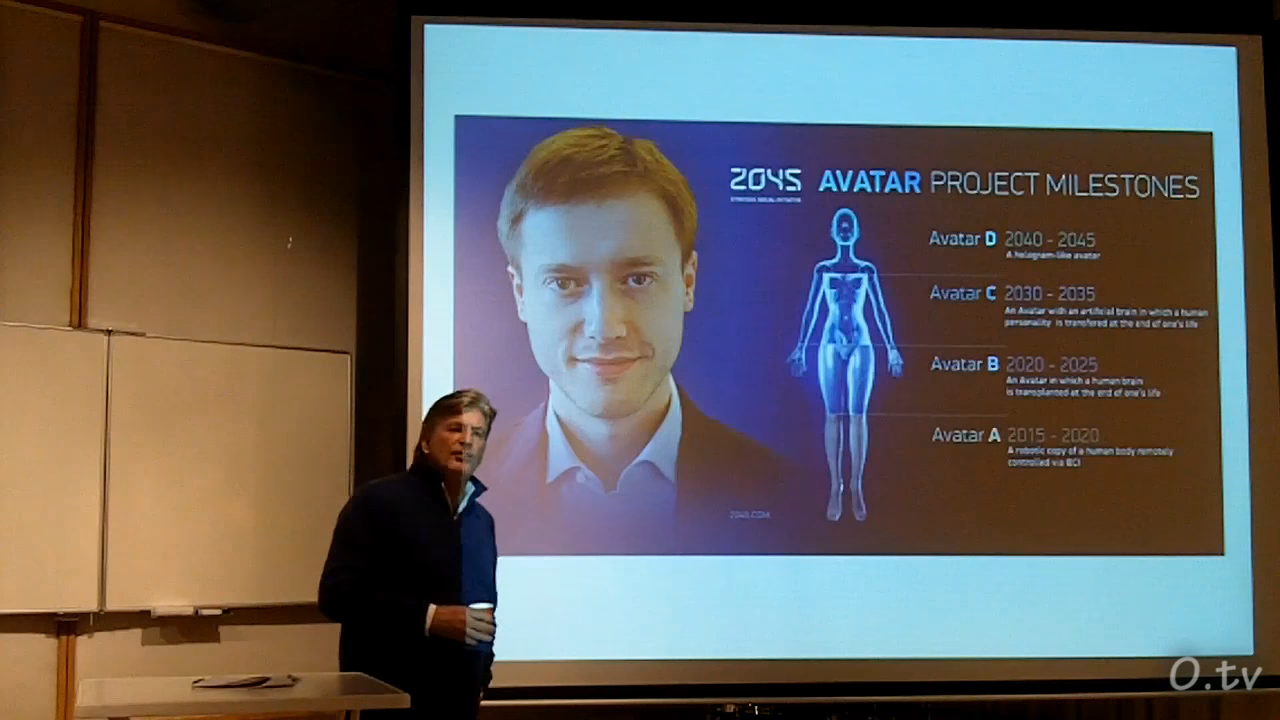 2045 AVATAR PROJECT MILESTONES
STRATEGIC SOCIAL INITIATIVE
Avatar D 2040 - 2045
A hologram-like avatar
Avatar C 2030 - 2035
An Avatar with an artificial brain in which a human
personality is transfered at the end of one's life
Avatar B 2020 - 2025
An Avatar in which a human brain
is transplanted at the end of one's life
Avatar A 2015 - 2020
A robotic copy of a human body remotely
controlled via BCI
2045.COM
O.tv